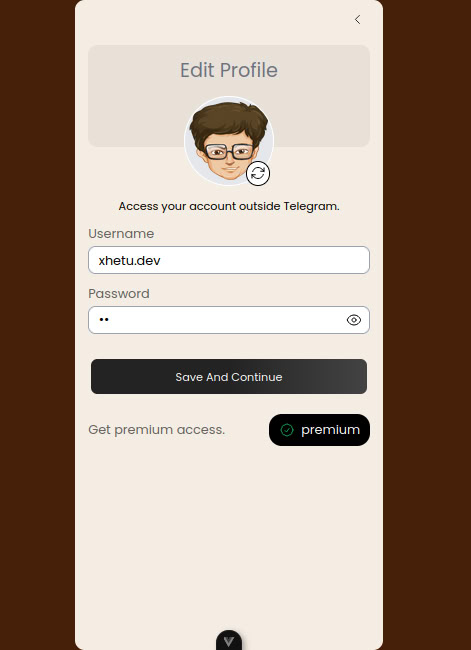 Edit Profile
Access your account outside Telegram.
Username
xhetu.dev
Password
••
Save And Continue
Get premium access.
premium